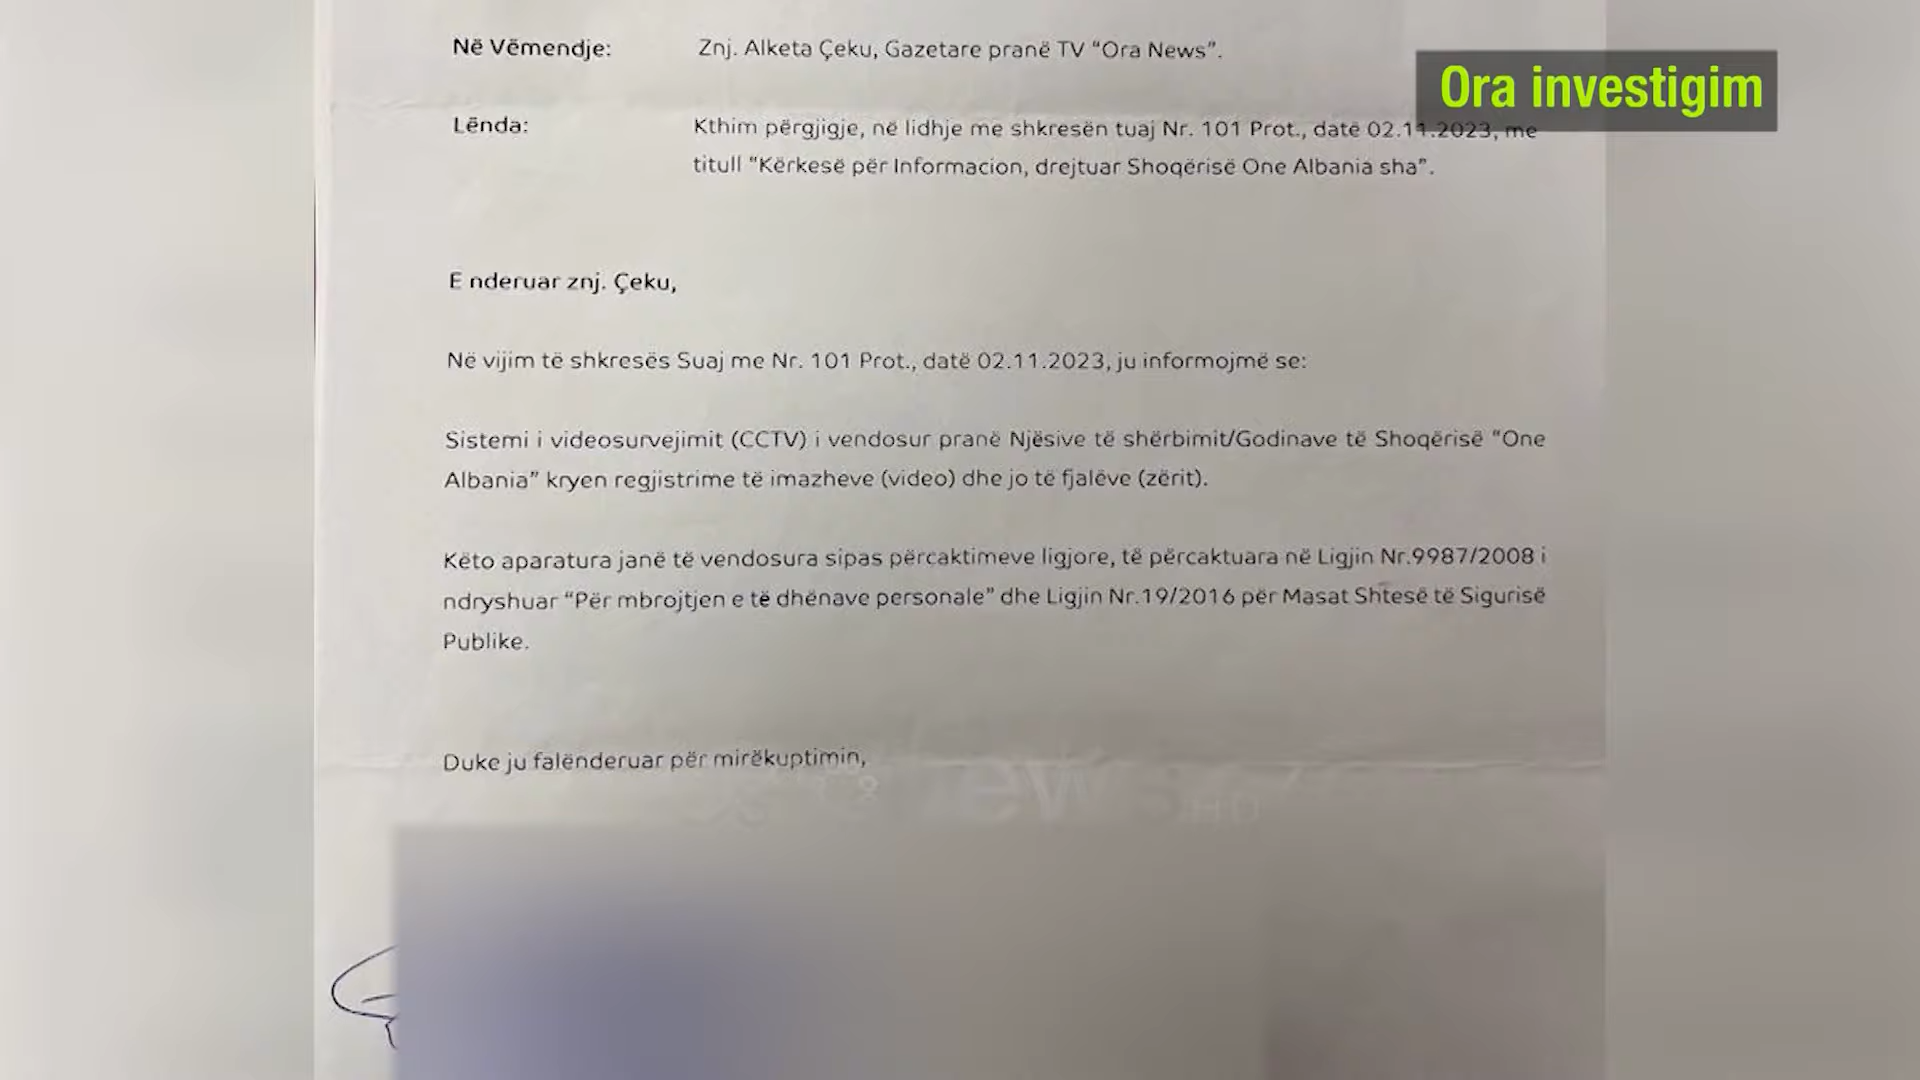 Në Vëmendje: Znj. Alketa Çeku, Gazetare pranë TV “Ora News”.
Ora investigim
Lënda: Kthim përgjigje, në lidhje me shkresën tuaj Nr. 101 Prot., datë 02.11.2023, me
titull “Kërkesë për Informacion, drejtuar Shoqërisë One Albania sha”.
E nderuar znj. Çeku,
Në vijim të shkresës Suaj me Nr. 101 Prot., datë 02.11.2023, ju informojmë se:
Sistemi i videosurvejimit (CCTV) i vendosur pranë Njësive të shërbimit/Godinave të Shoqërisë “One
Albania” kryen regjistrime të imazheve (video) dhe jo të fjalëve (zërit).
Këto aparatura janë të vendosura sipas përcaktimeve ligjore, të përcaktuara në Ligjin Nr.9987/2008 i
ndryshuar “Për mbrojtjen e të dhënave personale” dhe Ligjin Nr.19/2016 për Masat Shtesë të Sigurisë
Publike.
Duke ju falënderuar për mirëkuptimin,